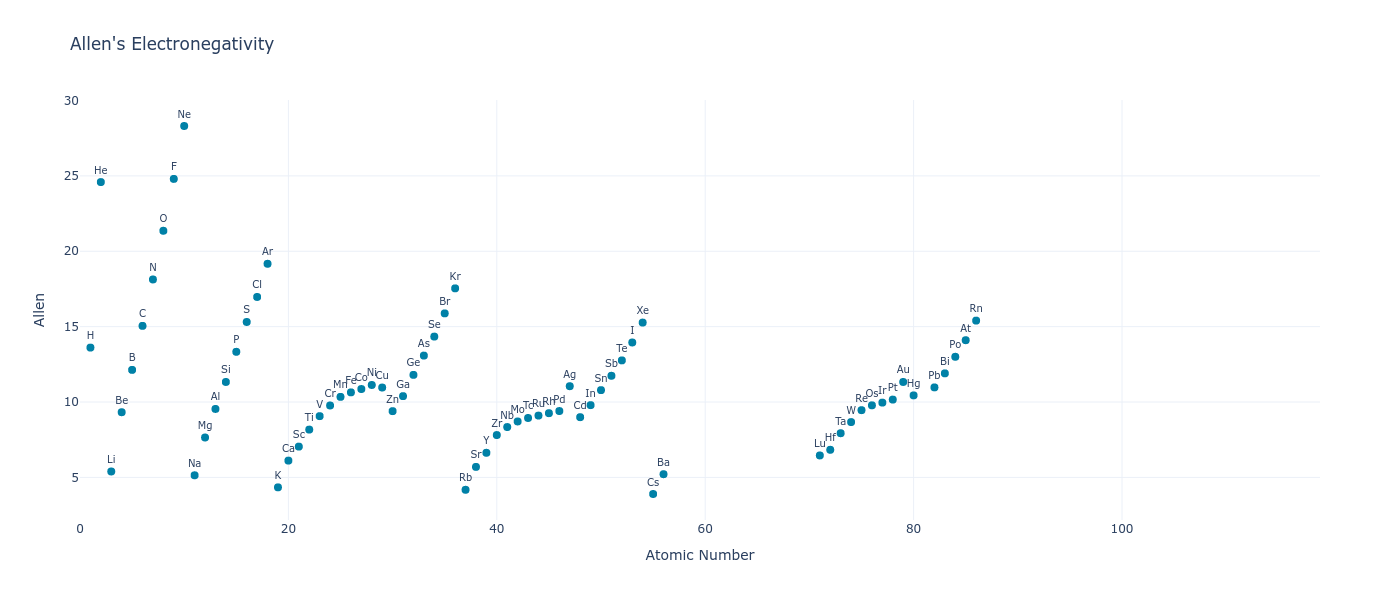 Allen's Electronegativity
30
25
20
15
10
5
Allen
H
He
Li
Be
B
C
N
O
F
Ne
Na
Mg
Al
Si
P
S
Cl
Ar
K
Ca
Sc
Ti
V
Cr
Mn
Fe
Co
Ni
Cu
Zn
Ga
Ge
As
Se
Br
Kr
Rb
Sr
Y
Zr
Nb
Mo
Tc
Ru
Rh
Pd
Ag
Cd
In
Sn
Sb
Te
I
Xe
Cs
Ba
Lu
Hf
Ta
W
Re
Os
Ir
Pt
Au
Hg
Pb
Bi
Po
At
Rn
0
20
40
60
80
100
Atomic Number